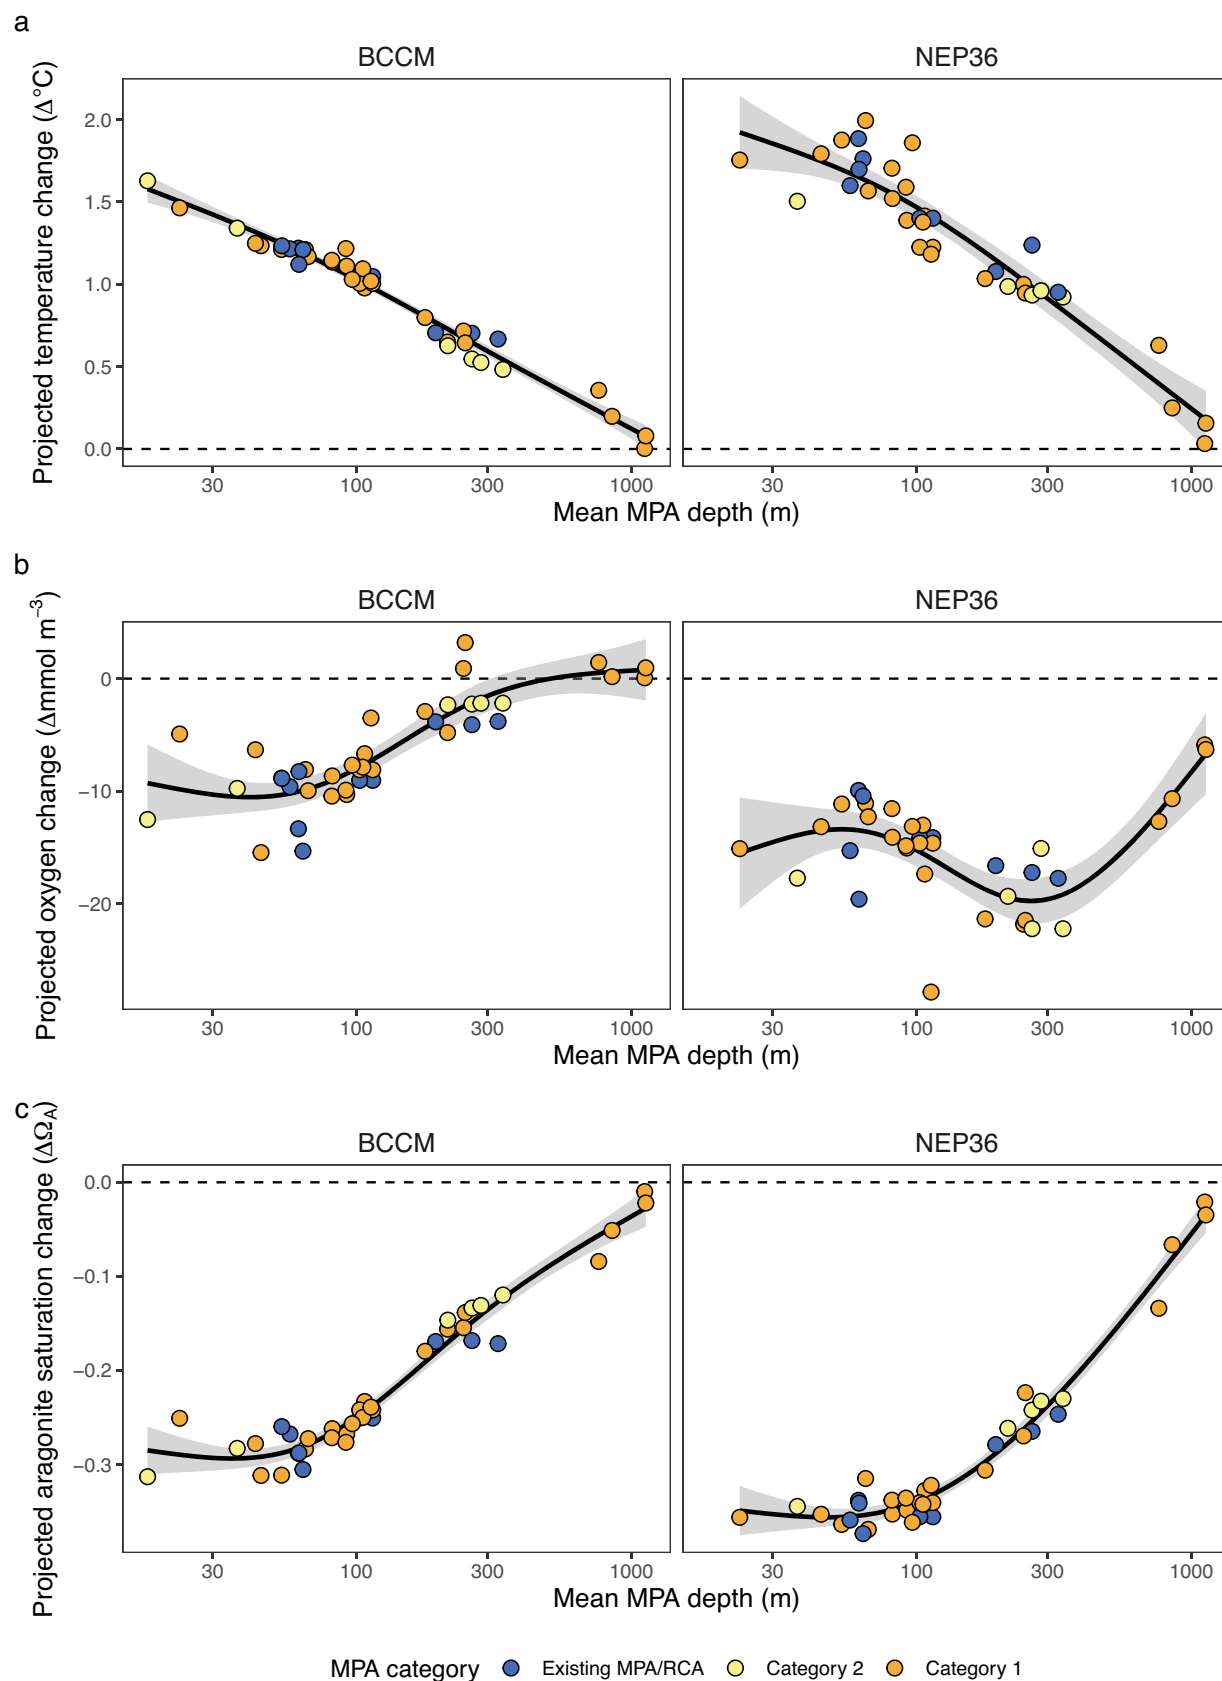 a
BCCM NEP36
Projected temperature change (Δ°C)
2.0
1.5
1.0
0.5
0.0
30 100 300 1000 30 100 300 1000
Mean MPA depth (m)
b
BCCM NEP36
Projected oxygen change (Δmmol m⁻³)
0
−10
−20
30 100 300 1000 30 100 300 1000
Mean MPA depth (m)
c
BCCM NEP36
Projected aragonite saturation change (ΔΩ_A)
0.0
−0.1
−0.2
−0.3
30 100 300 1000 30 100 300 1000
Mean MPA depth (m)
MPA category Existing MPA/RCA Category 2 Category 1